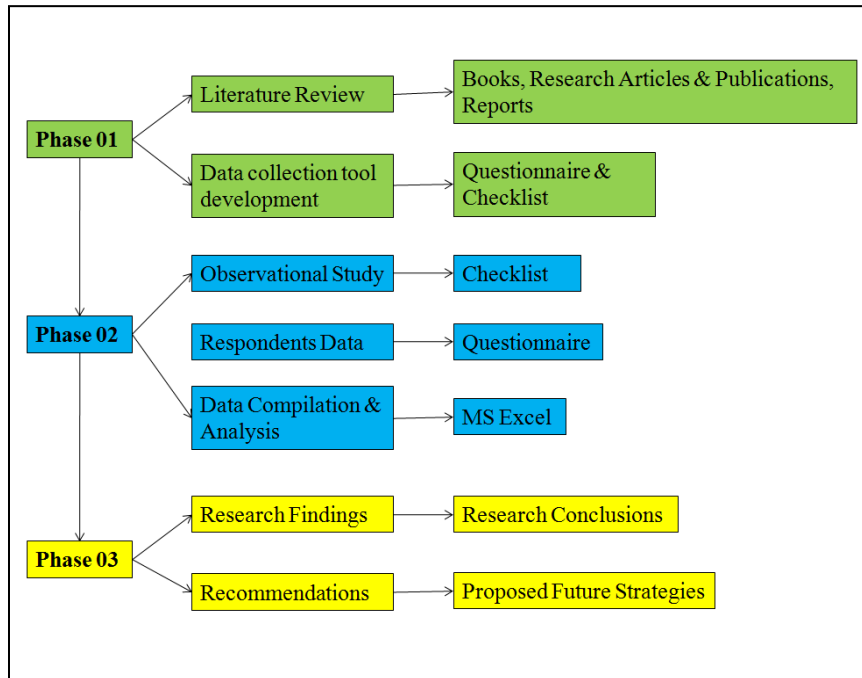 Phase 01
Literature Review
Books, Research Articles & Publications,
Reports
Data collection tool
development
Questionnaire &
Checklist
Phase 02
Observational Study
Checklist
Respondents Data
Questionnaire
Data Compilation &
Analysis
MS Excel
Phase 03
Research Findings
Research Conclusions
Recommendations
Proposed Future Strategies